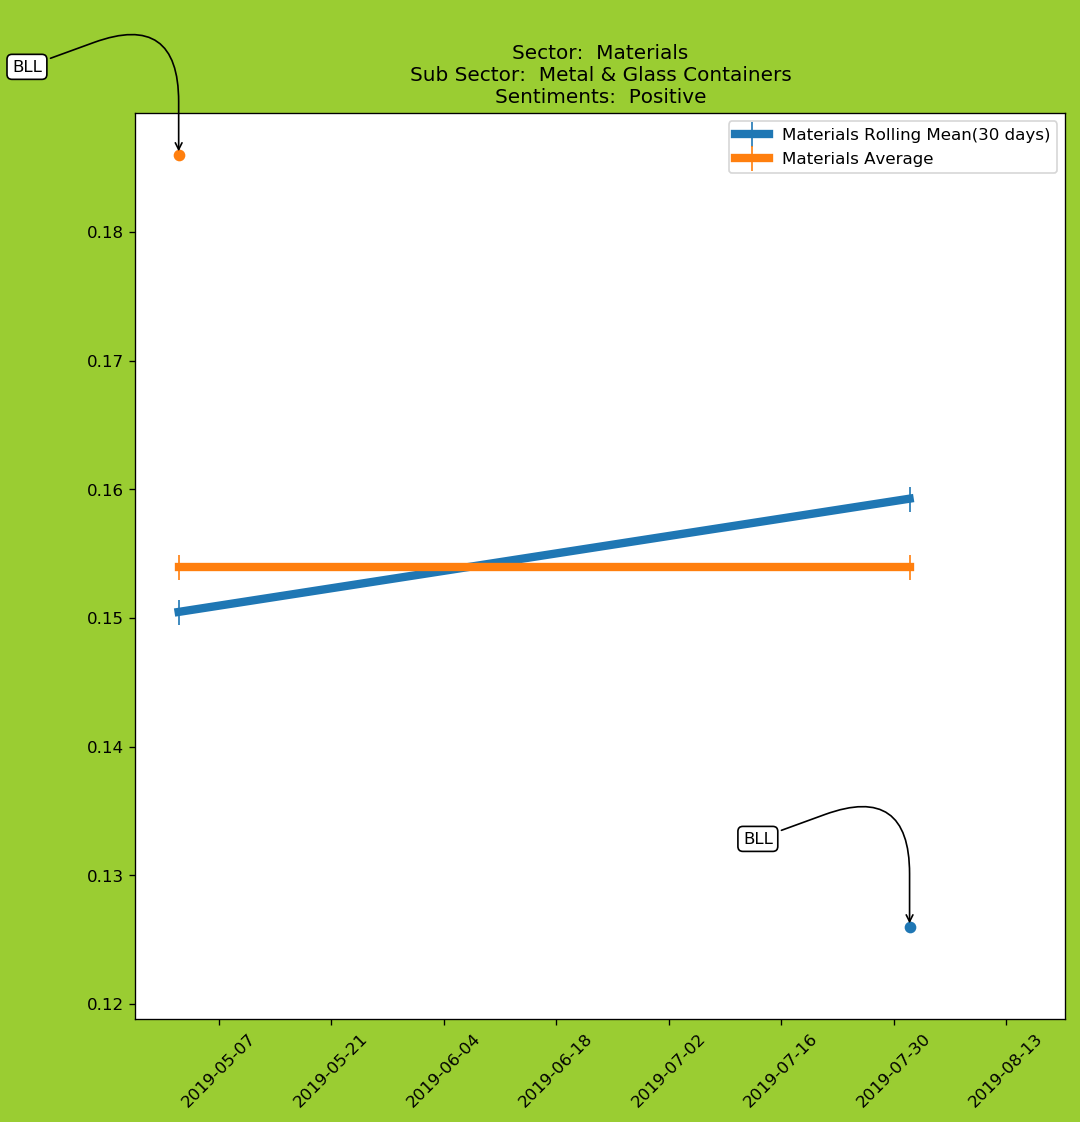 BLL
Sector:  Materials
Sub Sector:  Metal & Glass Containers
Sentiments:  Positive
Materials Rolling Mean(30 days)
Materials Average
0.18
0.17
0.16
0.15
0.14
0.13
0.12
BLL
2019-05-07
2019-05-21
2019-06-04
2019-06-18
2019-07-02
2019-07-16
2019-07-30
2019-08-13